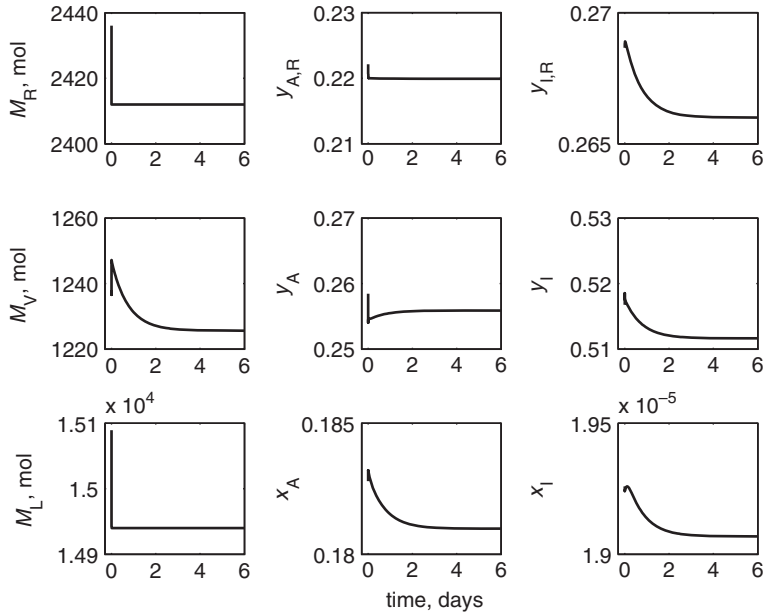 2440
2420
2400
M_R, mol
0 2 4 6
0.23
0.22
0.21
y_A,R
0 2 4 6
0.27
0.265
y_I,R
0 2 4 6
1260
1240
1220
M_V, mol
0 2 4 6
0.27
0.26
0.25
y_A
0 2 4 6
0.53
0.52
0.51
y_I
0 2 4 6
x 10^4
1.51
1.5
1.49
M_L, mol
0 2 4 6
0.185
0.18
x_A
0 2 4 6
time, days
x 10^–5
1.95
1.9
x_I
0 2 4 6